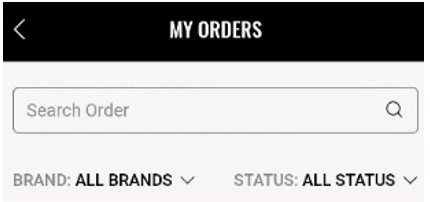 MY ORDERS
Search Order
BRAND: ALL BRANDS STATUS: ALL STATUS